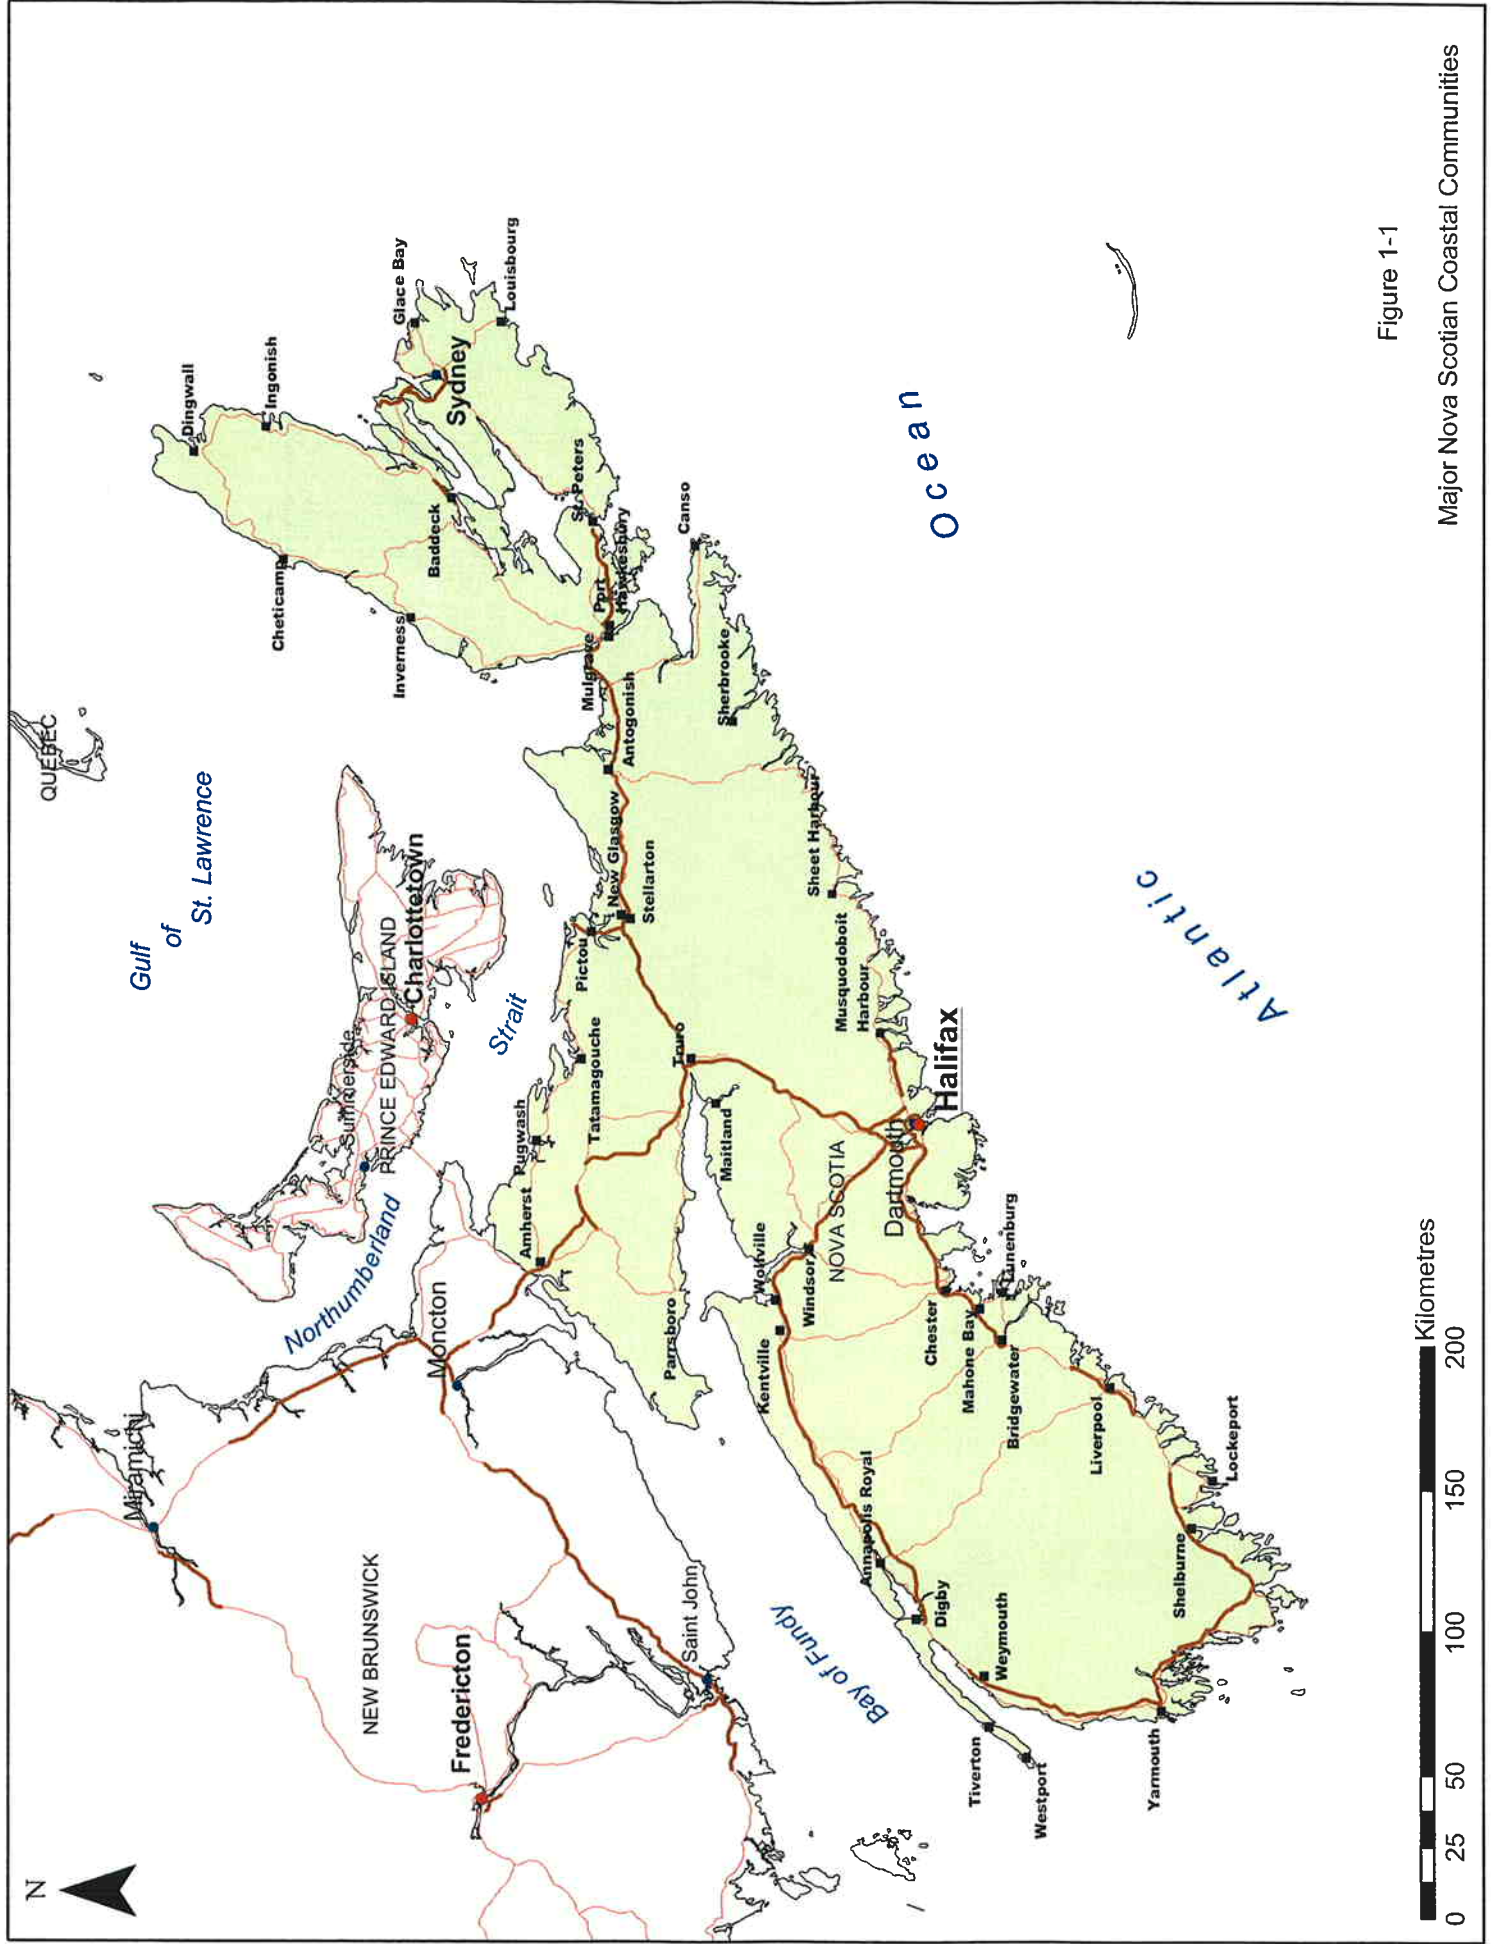 N
QUEBEC
Gulf
of
St. Lawrence
Dingwall
Ingonish
Cheticamp
Glace Bay
Sydney
Louisbourg
Inverness
Baddeck
St. Peters
Port
Hawkesbury
Mulgrave
Canso
Antogonish
Sherbrooke
Miramichi
Northumberland
Strait
Summerside
PRINCE EDWARD ISLAND
Charlottetown
Moncton
NEW BRUNSWICK
Fredericton
Saint John
Amherst
Pugwash
Tatamagouche
Pictou
New Glasgow
Stellarton
Truro
Parrsboro
Maitland
Sheet Harbour
Musquodoboit
Harbour
Bay of Fundy
Kentville
Wolfville
Windsor
NOVA SCOTIA
Dartmouth
Halifax
Annapolis Royal
Digby
Weymouth
Chester
Mahone Bay
Lunenburg
Bridgewater
Liverpool
Lockeport
Shelburne
Tiverton
Westport
Yarmouth
Atlantic
Ocean
0 25 50 100 150 200
Kilometres
Figure 1-1
Major Nova Scotian Coastal Communities